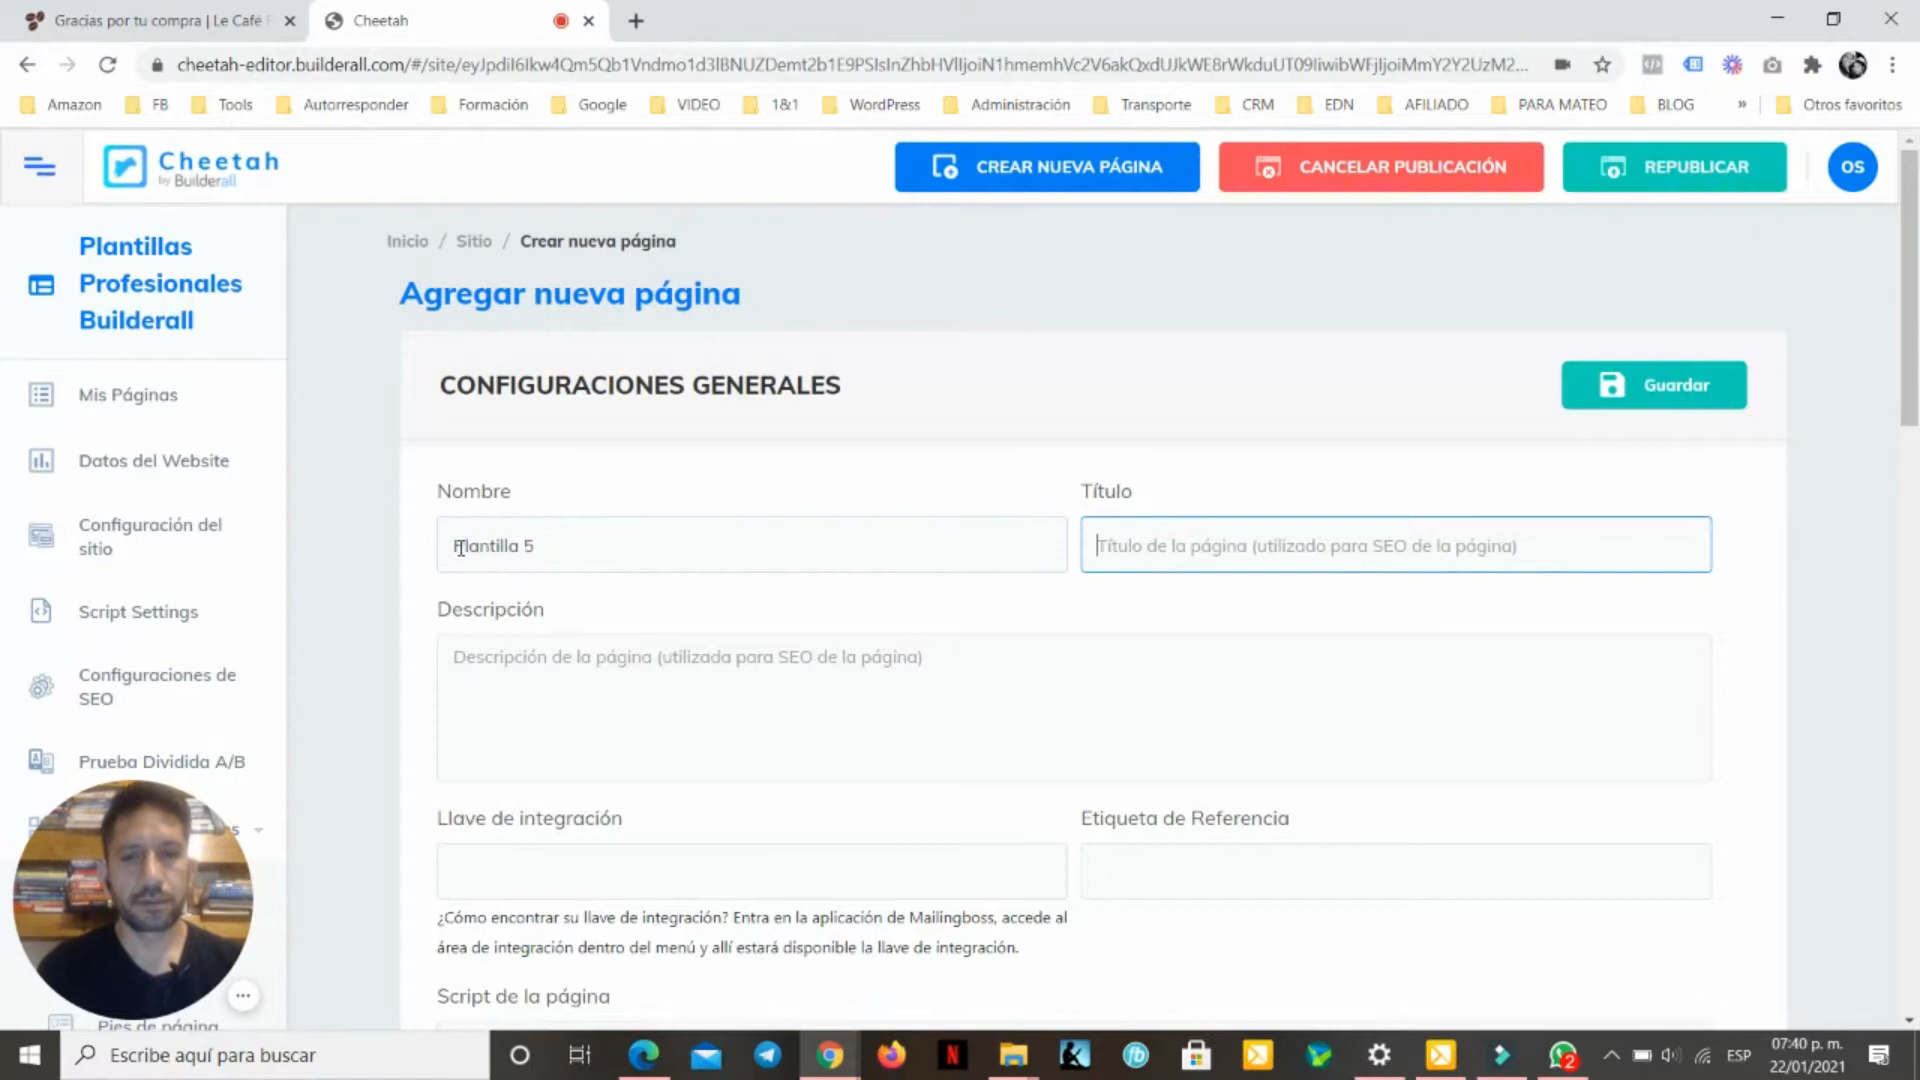 Gracias por tu compra | Le Café
Cheetah
cheetah-editor.builderall.com/#/site/
Amazon
FB
Tools
Autorresponder
Formación
Google
VIDEO
1&1
WordPress
Administración
Transporte
CRM
EDN
AFILIADO
PARA MATEO
BLOG
»
Otros favoritos
Cheetah
by Builderall
CREAR NUEVA PÁGINA
CANCELAR PUBLICACIÓN
REPUBLICAR
OS
Plantillas
Profesionales
Builderall
Inicio / Sitio / Crear nueva página
Agregar nueva página
Mis Páginas
Datos del Website
Configuración del
sitio
Script Settings
Configuraciones de
SEO
Prueba Dividida A/B
Pies de página
CONFIGURACIONES GENERALES
Guardar
Nombre
Título
Plantilla 5
Título de la página (utilizado para SEO de la página)
Descripción
Descripción de la página (utilizada para SEO de la página)
Llave de integración
Etiqueta de Referencia
¿Cómo encontrar su llave de integración? Entra en la aplicación de Mailingboss, accede al
área de integración dentro del menú y allí estará disponible la llave de integración.
Script de la página
Escribe aquí para buscar
2
ESP
07:40 p. m.
22/01/2021